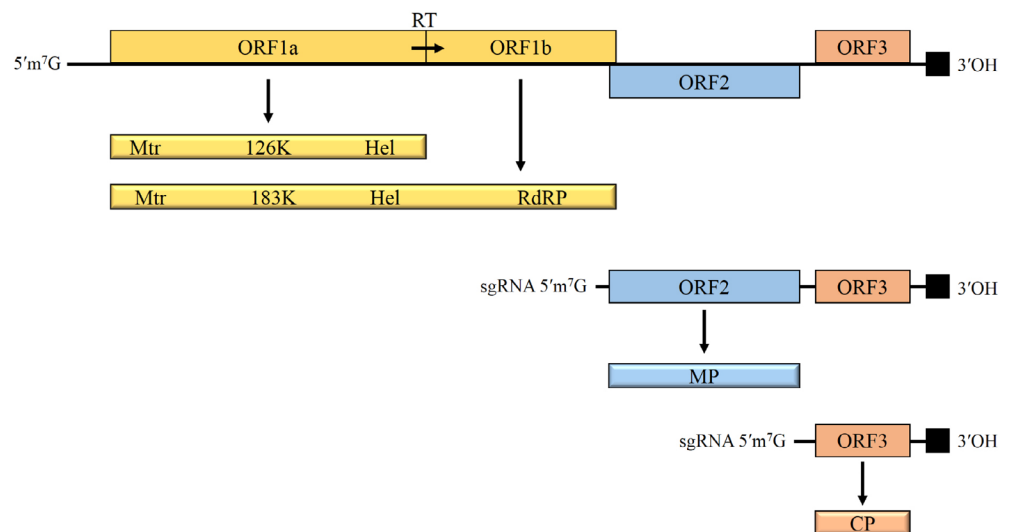 RT
ORF1a ORF1b ORF3
5′m⁷G 3′OH
ORF2
Mtr 126K Hel
Mtr 183K Hel RdRP
sgRNA 5′m⁷G ORF2 ORF3 3′OH
MP
sgRNA 5′m⁷G ORF3 3′OH
CP